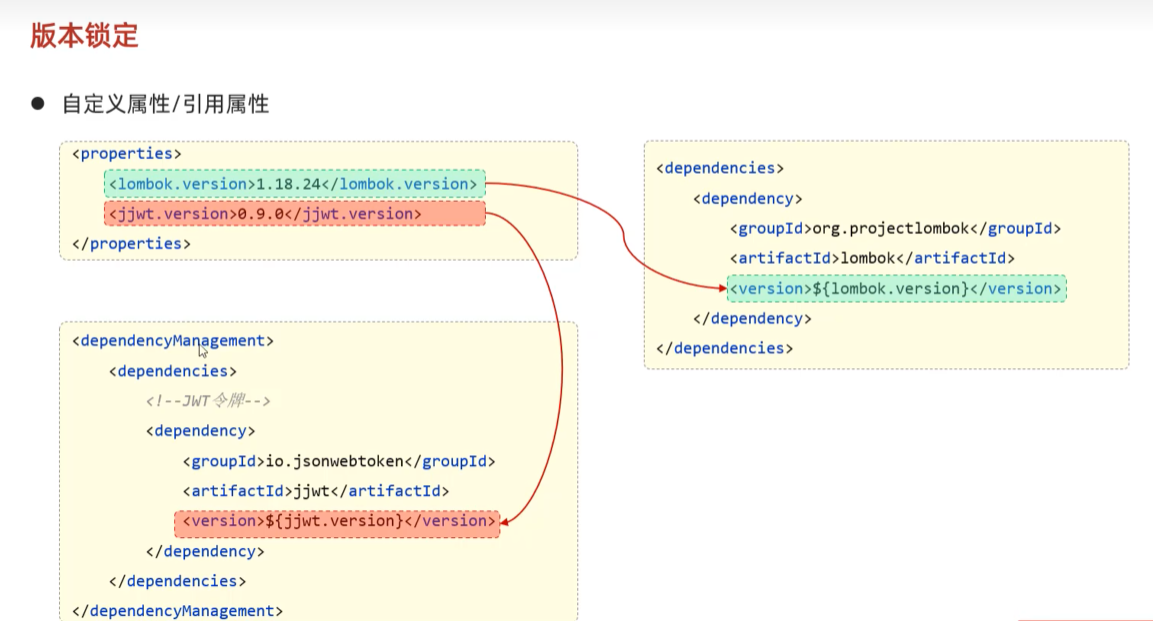 版本锁定
● 自定义属性/引用属性
<properties>
<lombok.version>1.18.24</lombok.version>
<jjwt.version>0.9.0</jjwt.version>
</properties>
<dependencyManagement>
<dependencies>
<!--JWT令牌-->
<dependency>
<groupId>io.jsonwebtoken</groupId>
<artifactId>jjwt</artifactId>
<version>${jjwt.version}</version>
</dependency>
</dependencies>
</dependencyManagement>
<dependencies>
<dependency>
<groupId>org.projectlombok</groupId>
<artifactId>lombok</artifactId>
<version>${lombok.version}</version>
</dependency>
</dependencies>